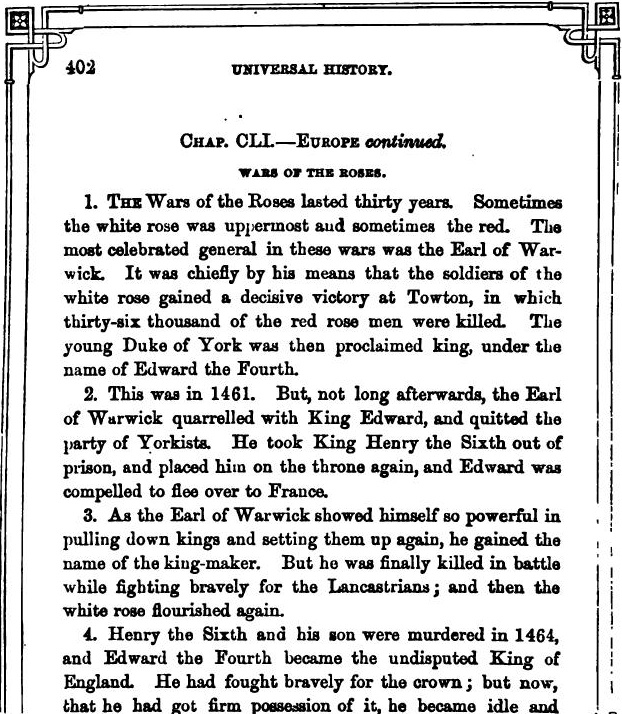 402
UNIVERSAL HISTORY.
CHAP. CLI.—EUROPE continued.
WARS OF THE ROSES.
1. THE Wars of the Roses lasted thirty years. Sometimes
the white rose was uppermost and sometimes the red. The
most celebrated general in these wars was the Earl of War-
wick. It was chiefly by his means that the soldiers of the
white rose gained a decisive victory at Towton, in which
thirty-six thousand of the red rose men were killed. The
young Duke of York was then proclaimed king, under the
name of Edward the Fourth.
2. This was in 1461. But, not long afterwards, the Earl
of Warwick quarrelled with King Edward, and quitted the
party of Yorkists. He took King Henry the Sixth out of
prison, and placed him on the throne again, and Edward was
compelled to flee over to France.
3. As the Earl of Warwick showed himself so powerful in
pulling down kings and setting them up again, he gained the
name of the king-maker. But he was finally killed in battle
while fighting bravely for the Lancastrians; and then the
white rose flourished again.
4. Henry the Sixth and his son were murdered in 1464,
and Edward the Fourth became the undisputed King of
England. He had fought bravely for the crown; but now,
that he had got firm possession of it, he became idle and